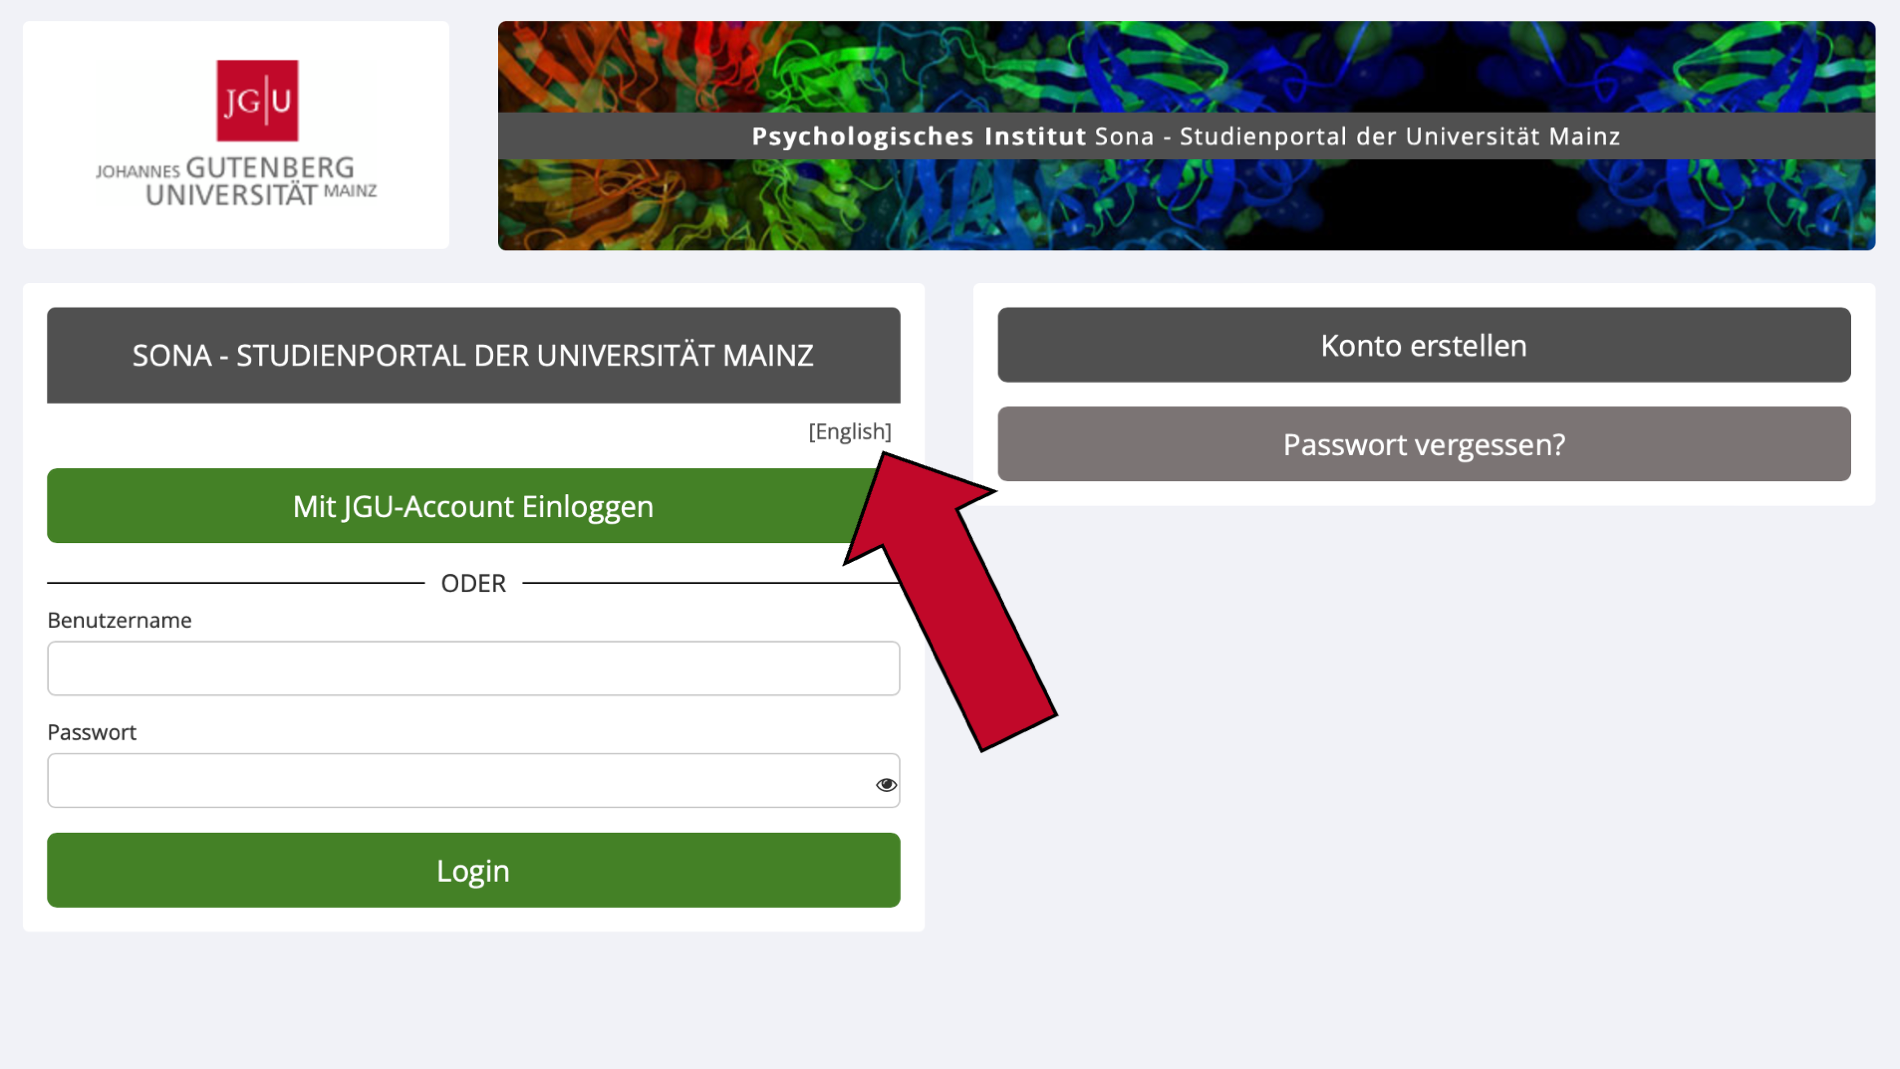 JG|U
JOHANNES GUTENBERG
UNIVERSITÄT MAINZ
Psychologisches Institut Sona - Studienportal der Universität Mainz
SONA - STUDIENPORTAL DER UNIVERSITÄT MAINZ
[English]
Mit JGU-Account Einloggen
ODER
Benutzername
Passwort
Login
Konto erstellen
Passwort vergessen?